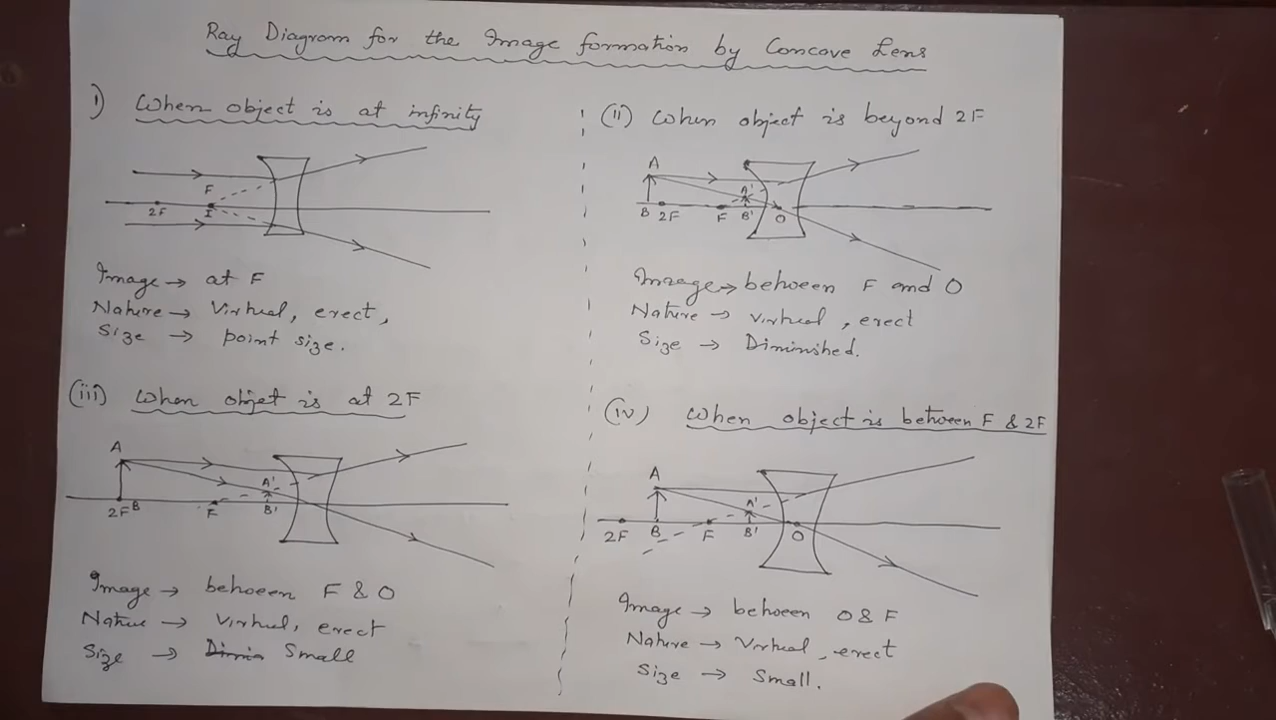 Ray Diagram for the Image formation by Concave Lens
i) When object is at infinity
F
2F I
Image → at F
Nature → Virtual, erect,
Size → point size.
(ii) When object is beyond 2F
A
A'
B 2F F B' O
Image → between F and O
Nature → virtual, erect
Size → Diminished.
(iii) When objet is at 2F
A
A'
2F B F B'
Image → between F & O
Nature → Virtual, erect
Size → Dimin Small
(iv) When object is between F & 2F
A
A'
2F B F B' O
Image → between O & F
Nature → Virtual, erect
Size → Small.